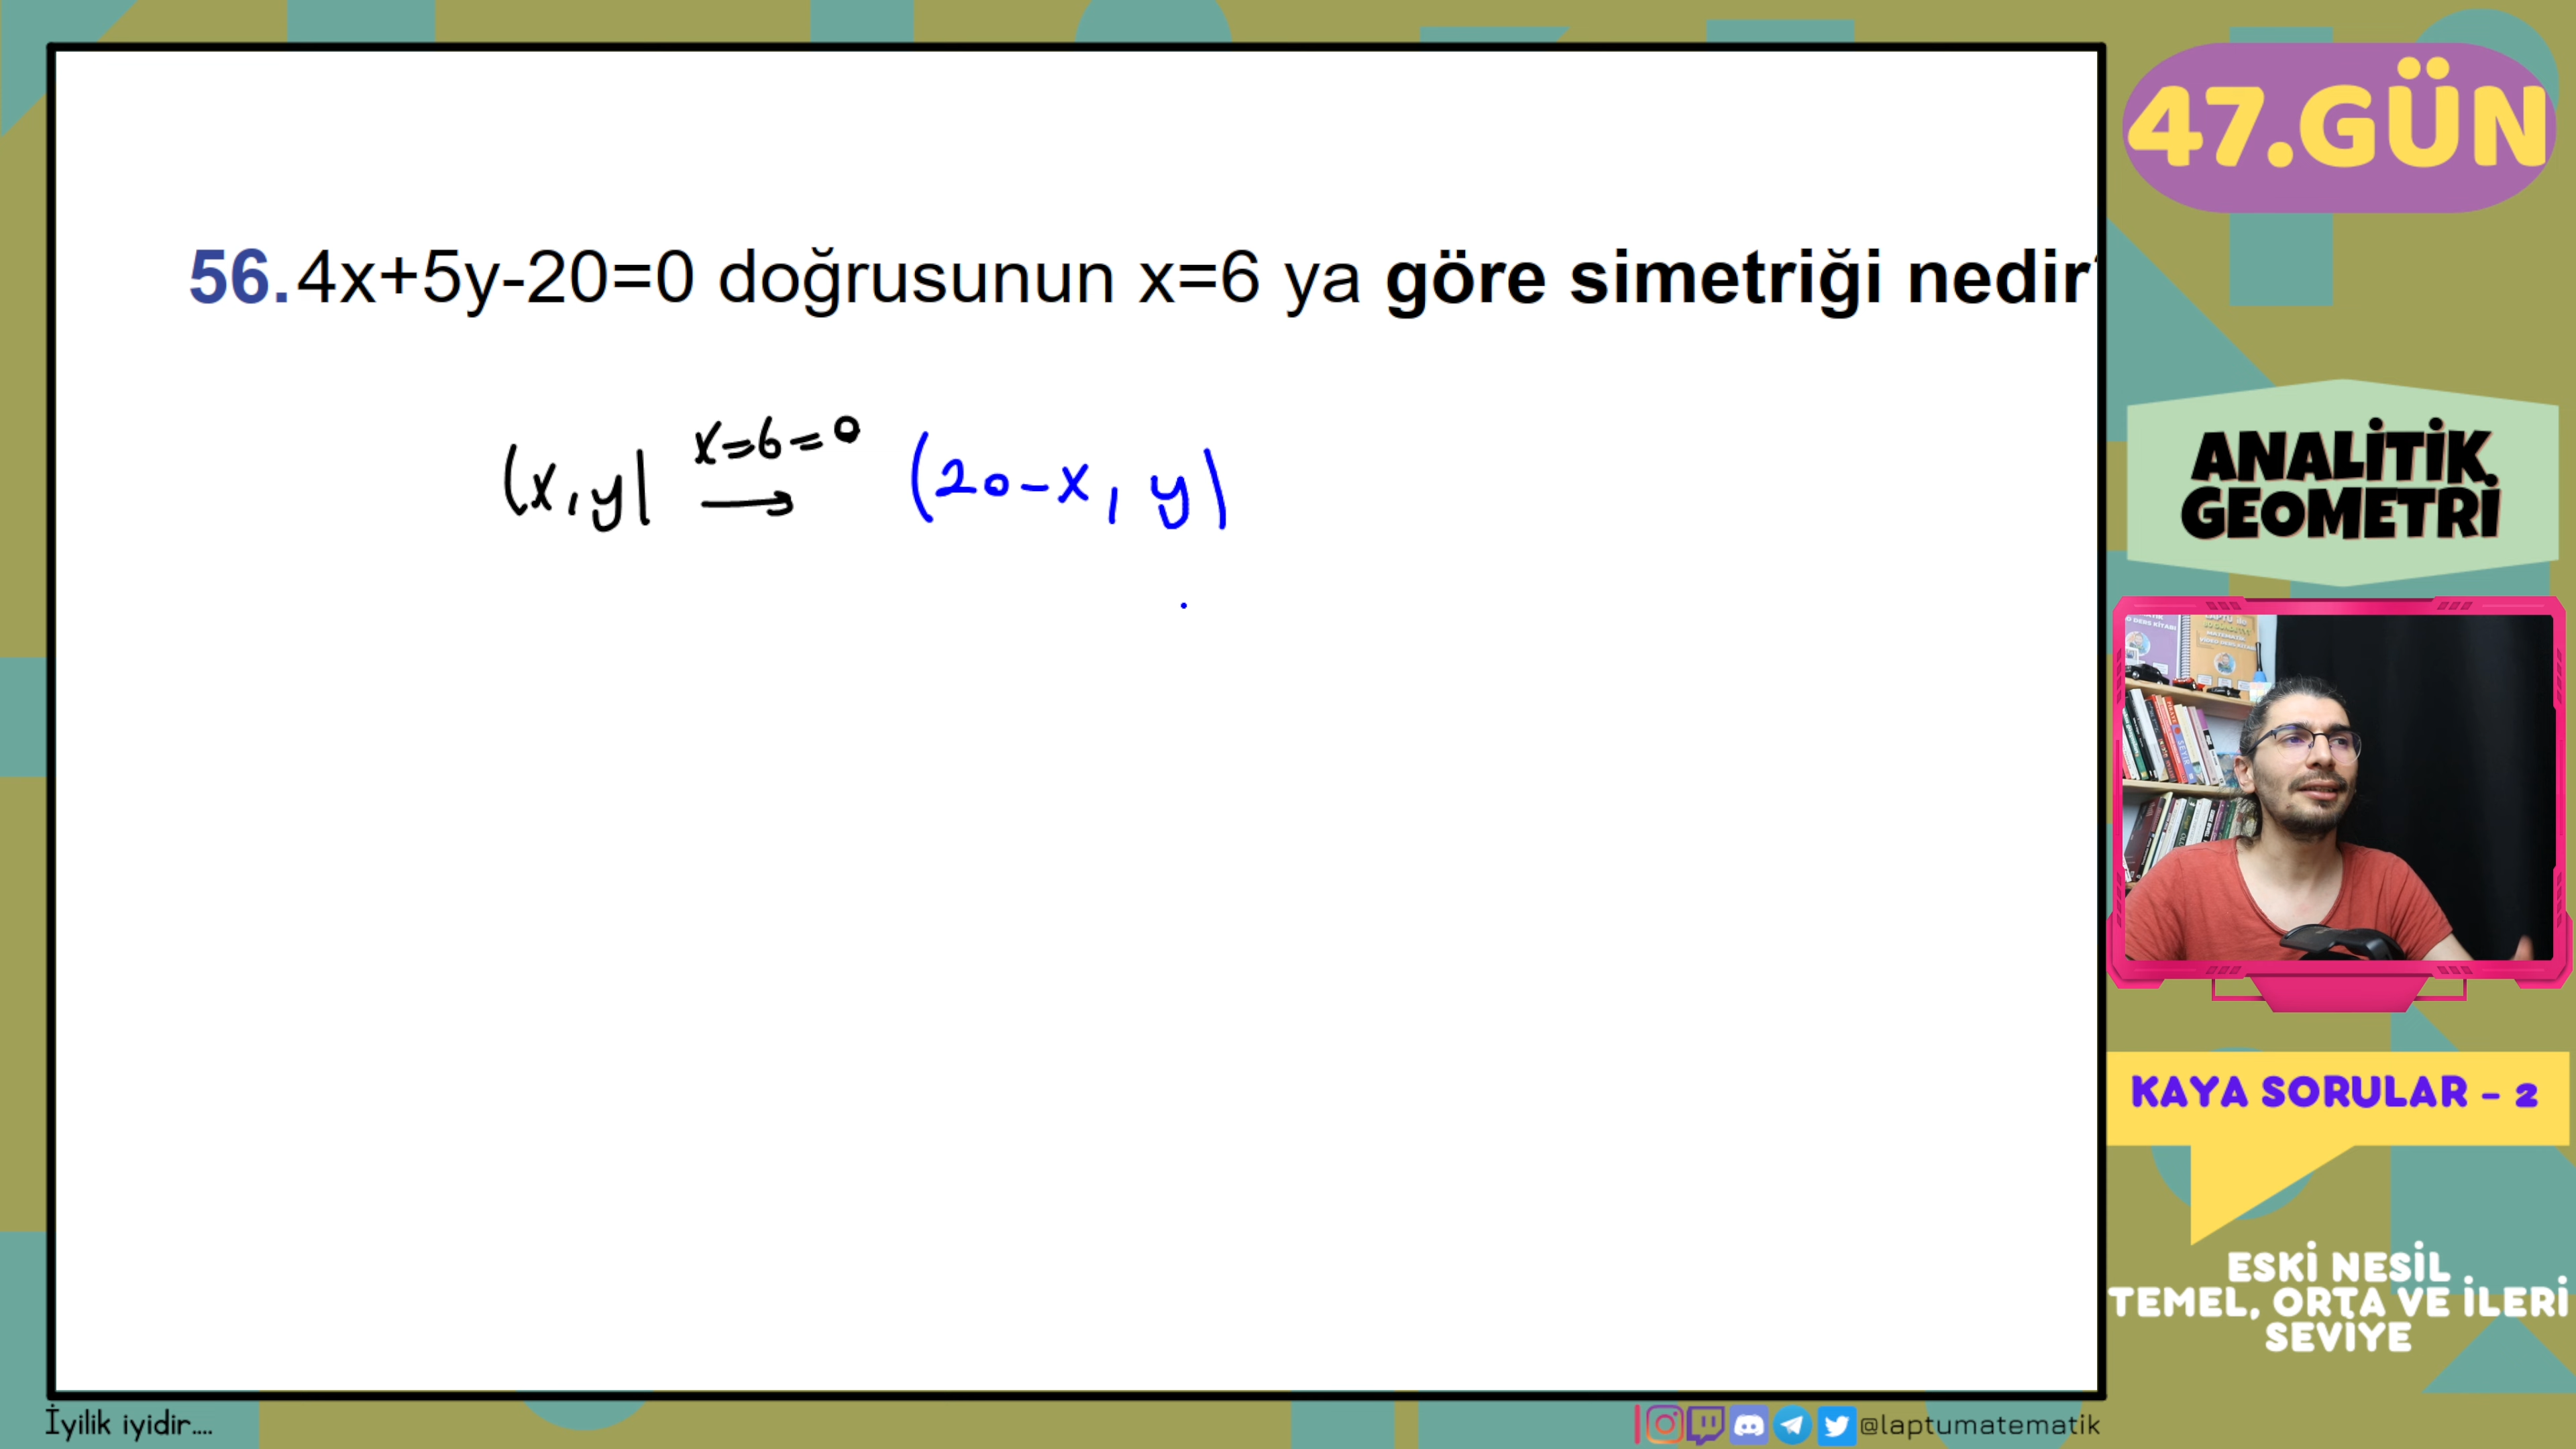 47.GÜN
56.4x+5y-20=0 doğrusunun x=6 ya göre simetriği nedir
(x,y) x=6=0 → (2o-x, y)
ANALİTİK
GEOMETRİ
KAYA SORULAR - 2
ESKİ NESİL
TEMEL, ORTA VE İLERİ
SEVİYE
İyilik iyidir....
@laptumatematik